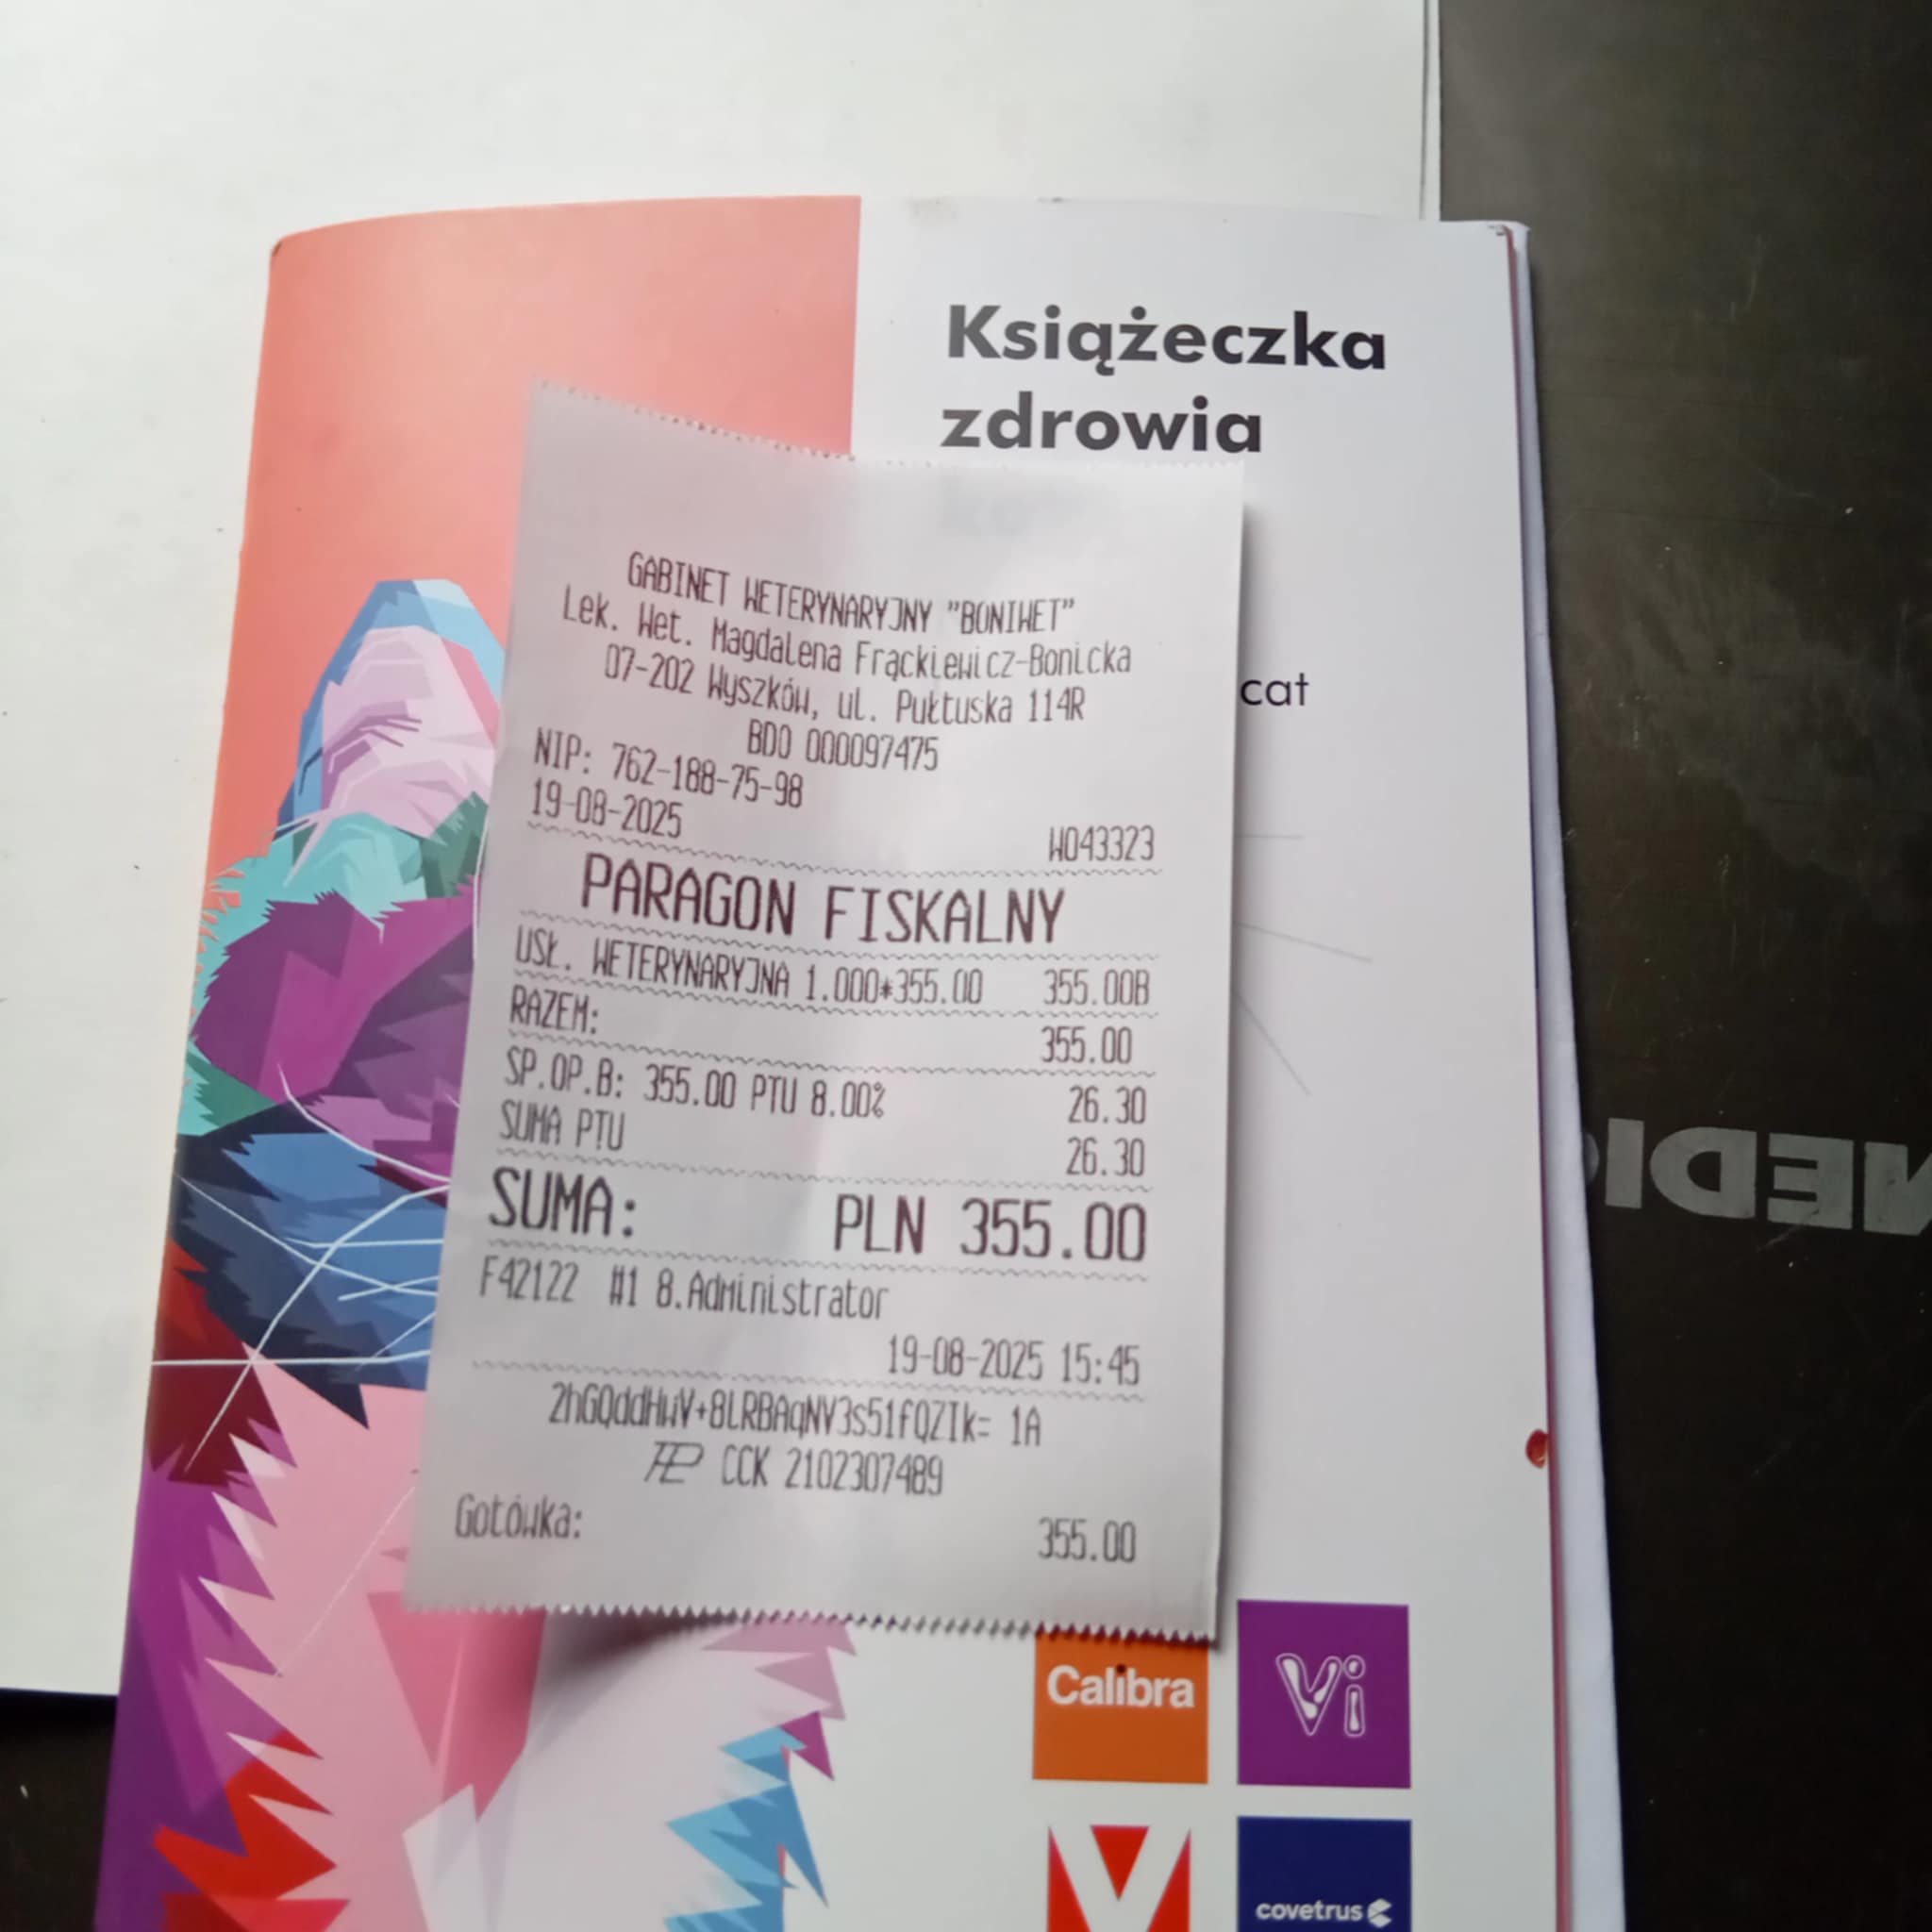 Książeczka
zdrowia
cat
GABINET WETERYNARYJNY "BONIWET"
Lek. Wet. Magdalena Frąckiewicz-Bonicka
07-202 Wyszków, ul. Pułtuska 114R
BDO 000097475
NIP: 762-188-75-98
19-08-2025 W043323
PARAGON FISKALNY
USŁ. WETERYNARYJNA 1.000*355.00 355.00B
RAZEM: 355.00
SP.OP.B: 355.00 PTU 8.00% 26.30
SUMA PTU 26.30
SUMA: PLN 355.00
F42122 #1 8.Administrator
19-08-2025 15:45
2hGQddHwV+8LRBAqNV3s51fQZIk= 1A
CCK 2102307489
Gotówka: 355.00
Calibra
Vi
covetrus